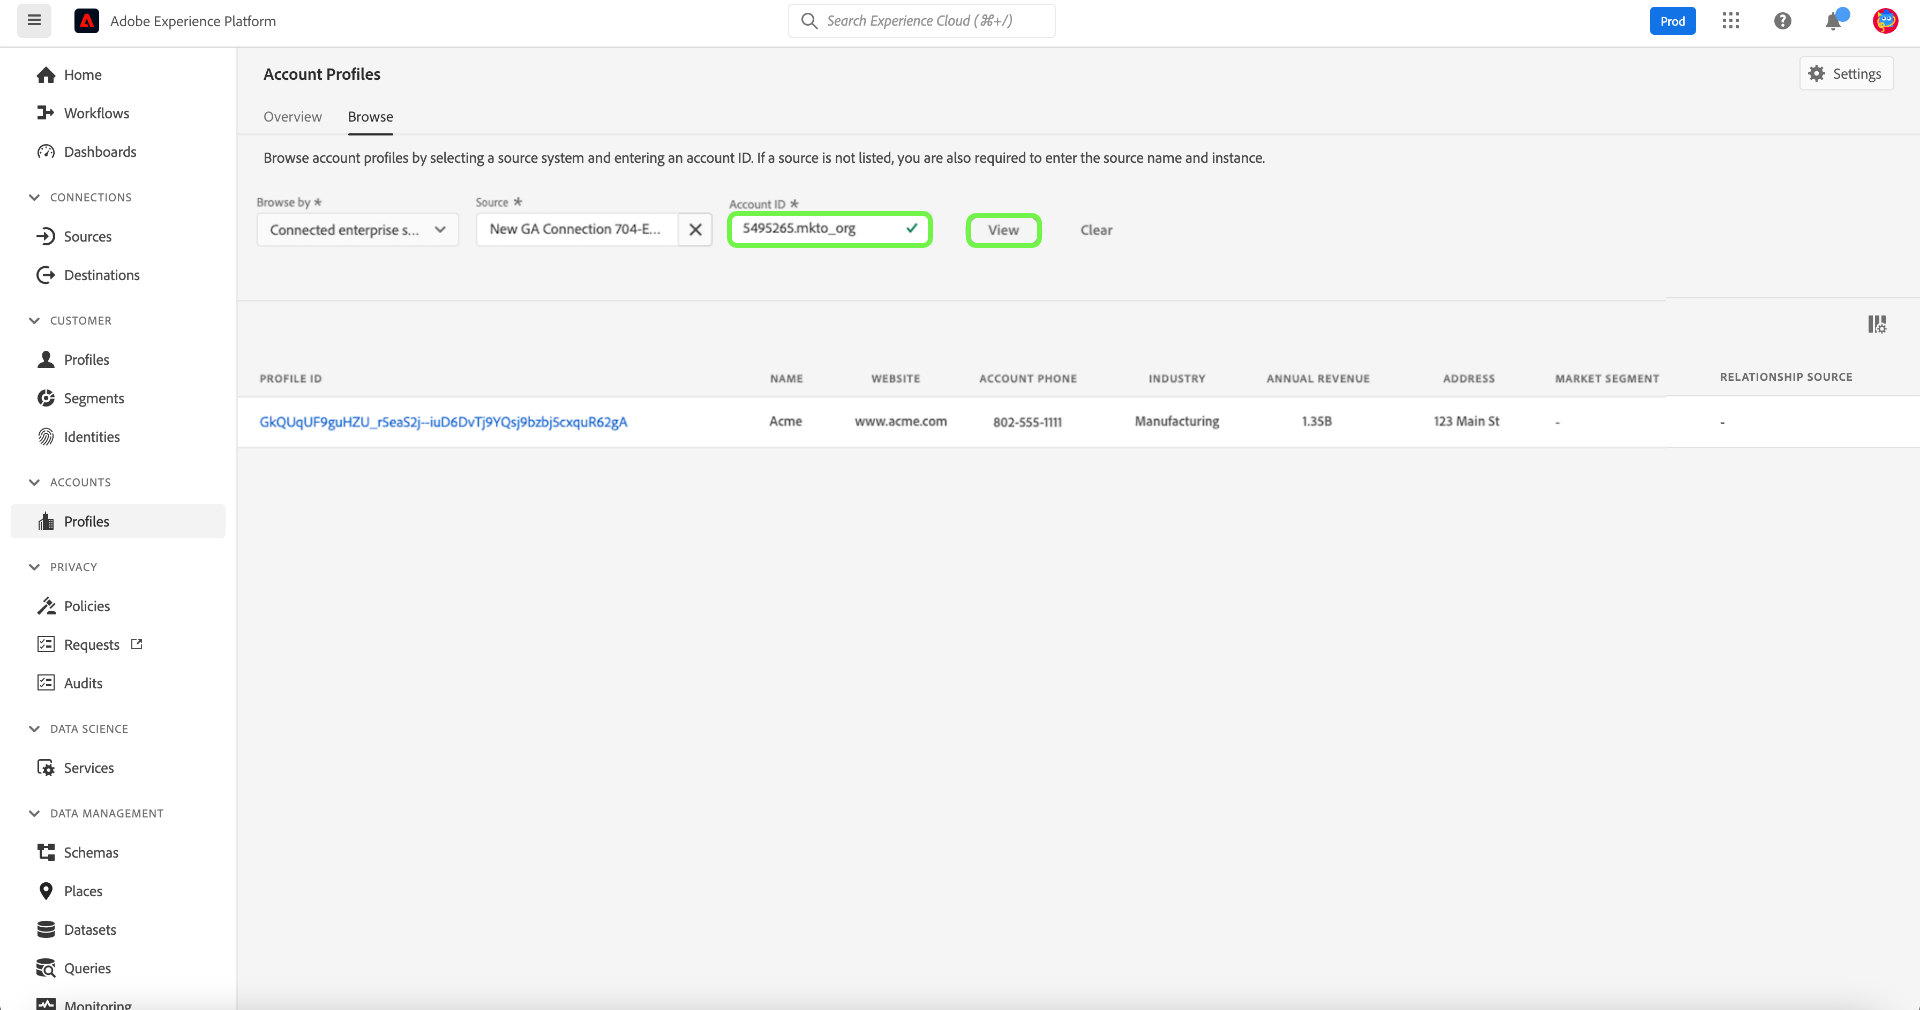 Adobe Experience Platform
Search Experience Cloud (⌘+/)
Prod
Home
Workflows
Dashboards
CONNECTIONS
Sources
Destinations
CUSTOMER
Profiles
Segments
Identities
ACCOUNTS
Profiles
PRIVACY
Policies
Requests
Audits
DATA SCIENCE
Services
DATA MANAGEMENT
Schemas
Places
Datasets
Queries
Monitoring
Account Profiles
Settings
Overview Browse
Browse account profiles by selecting a source system and entering an account ID. If a source is not listed, you are also required to enter the source name and instance.
Browse by * Source * Account ID *
Connected enterprise s... New GA Connection 704-E... 5495265.mkto_org View Clear
PROFILE ID NAME WEBSITE ACCOUNT PHONE INDUSTRY ANNUAL REVENUE ADDRESS MARKET SEGMENT RELATIONSHIP SOURCE
GkQUqUF9guHZU_r5eaS2j--iuD6DvTj9YQsj9bzbj5cxquR62gA Acme www.acme.com 802-555-1111 Manufacturing 1.35B 123 Main St - -